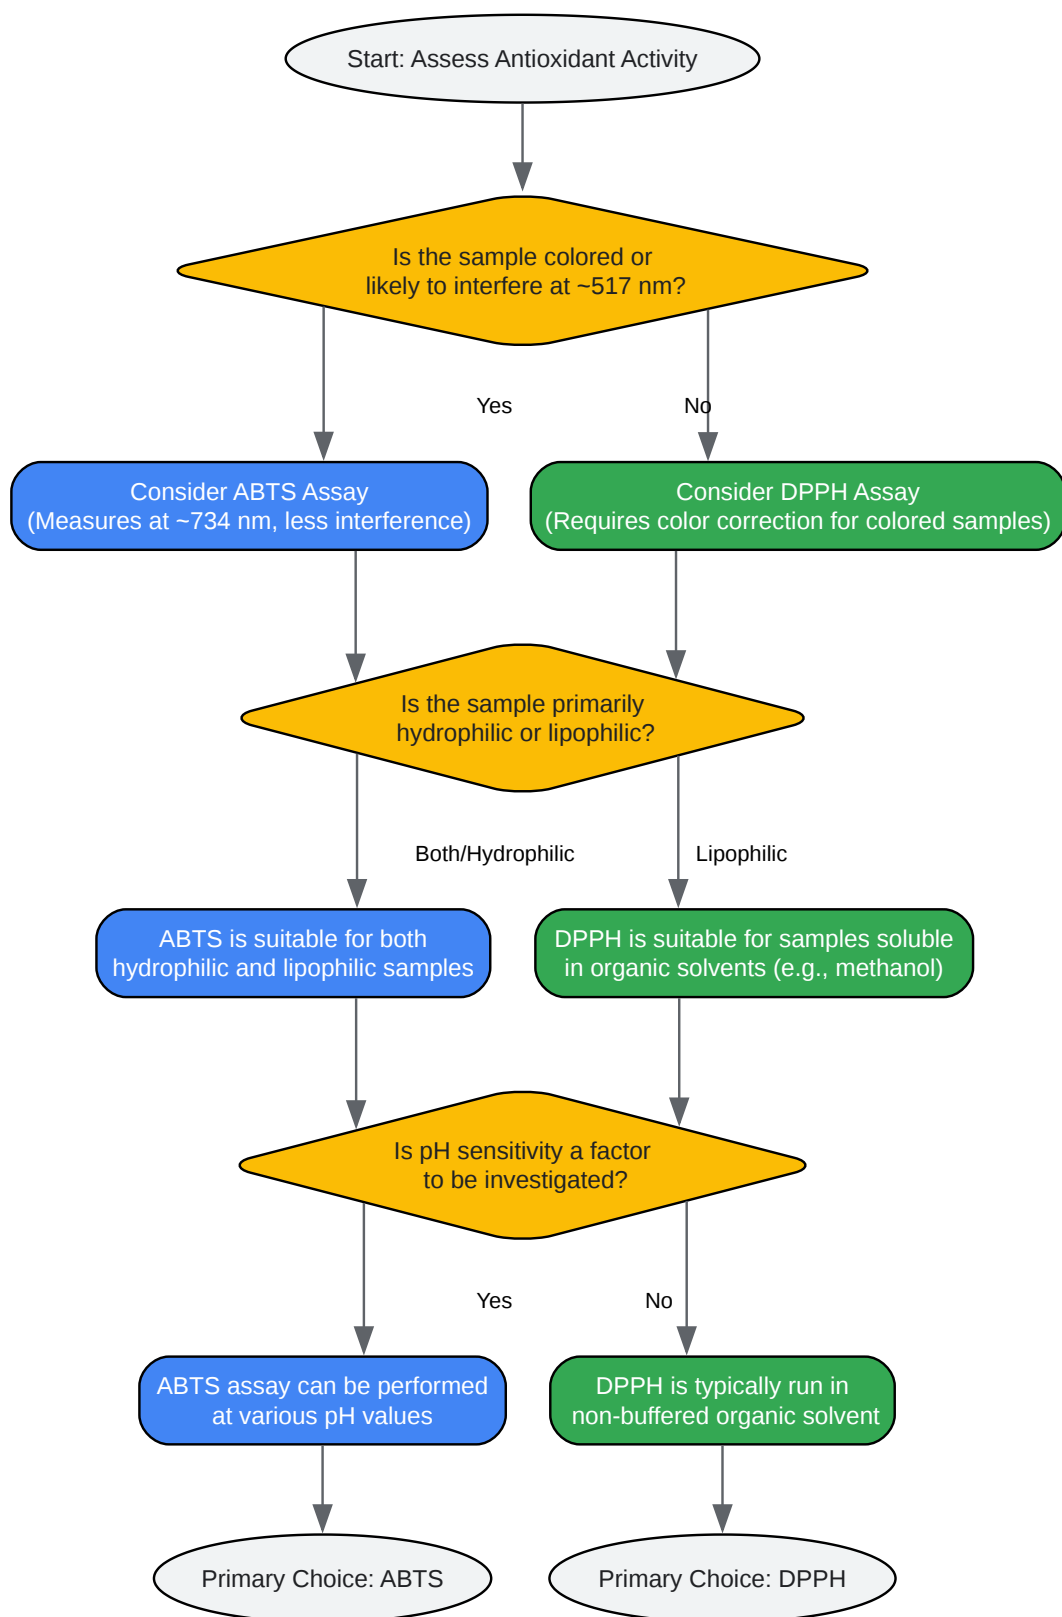 Start: Assess Antioxidant Activity
Is the sample colored or
likely to interfere at ~517 nm?
Yes
No
Consider ABTS Assay
(Measures at ~734 nm, less interference)
Consider DPPH Assay
(Requires color correction for colored samples)
Is the sample primarily
hydrophilic or lipophilic?
Both/Hydrophilic
Lipophilic
ABTS is suitable for both
hydrophilic and lipophilic samples
DPPH is suitable for samples soluble
in organic solvents (e.g., methanol)
Is pH sensitivity a factor
to be investigated?
Yes
No
ABTS assay can be performed
at various pH values
DPPH is typically run in
non-buffered organic solvent
Primary Choice: ABTS
Primary Choice: DPPH